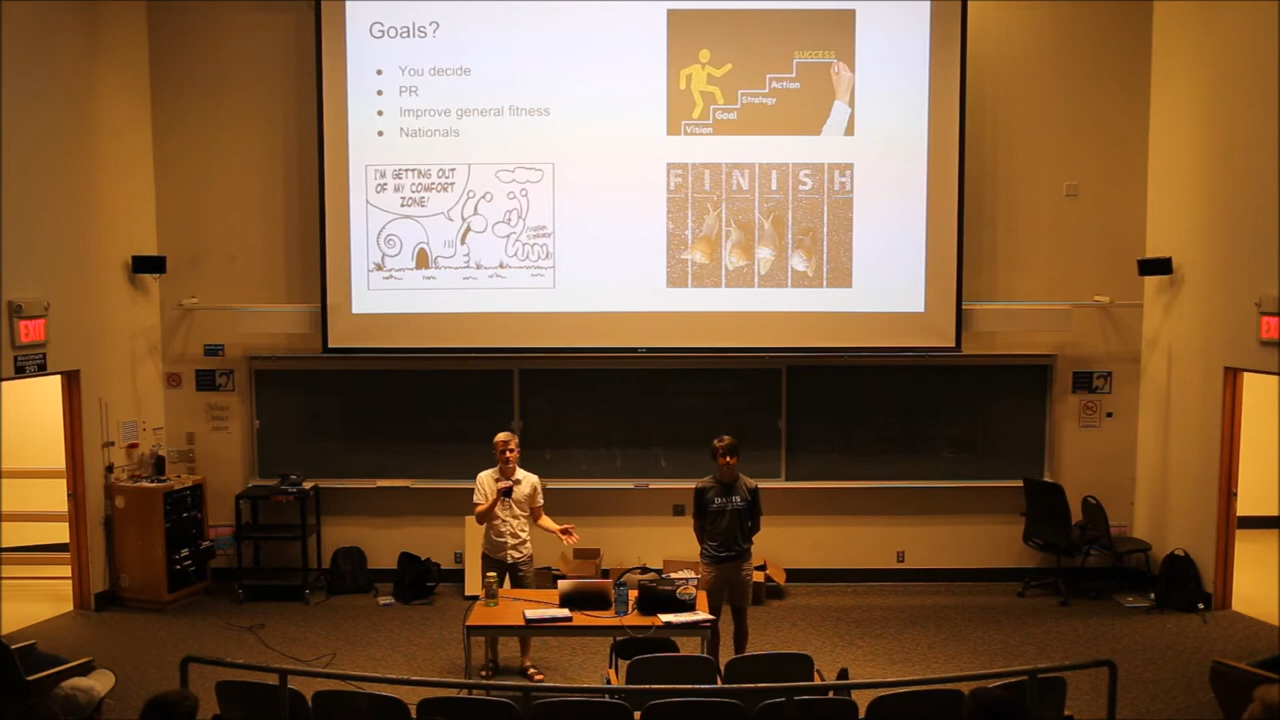 Goals?
You decide
PR
Improve general fitness
Nationals
SUCCESS
Action
Strategy
Goal
Vision
I'M GETTING OUT
OF MY COMFORT
ZONE!
FINISH
EXIT
291
DAVIS